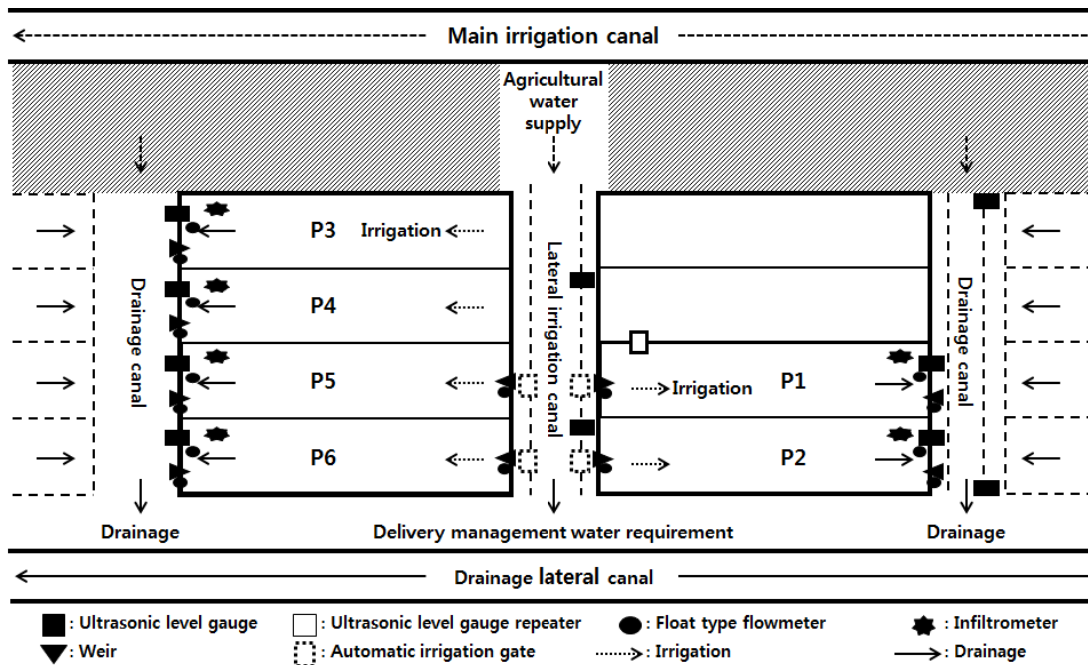 Main irrigation canal
Agricultural
water
supply
P3
Irrigation
P4
P5
P6
Drainage canal
Lateral irrigation canal
P1
Irrigation
P2
Drainage canal
Drainage
Delivery management water requirement
Drainage
Drainage lateral canal
: Ultrasonic level gauge
: Ultrasonic level gauge repeater
: Float type flowmeter
: Infiltrometer
: Weir
: Automatic irrigation gate
: Irrigation
: Drainage